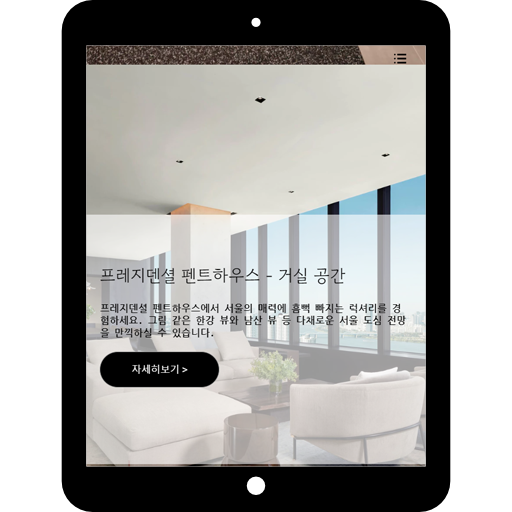 프레지덴셜 펜트하우스 - 거실 공간
프레지덴셜 펜트하우스에서 서울의 매력에 흠뻑 빠지는 럭셔리를 경
험하세요. 그림 같은 한강 뷰와 남산 뷰 등 다채로운 서울 도심 전망
을 만끽하실 수 있습니다.
자세히보기 >